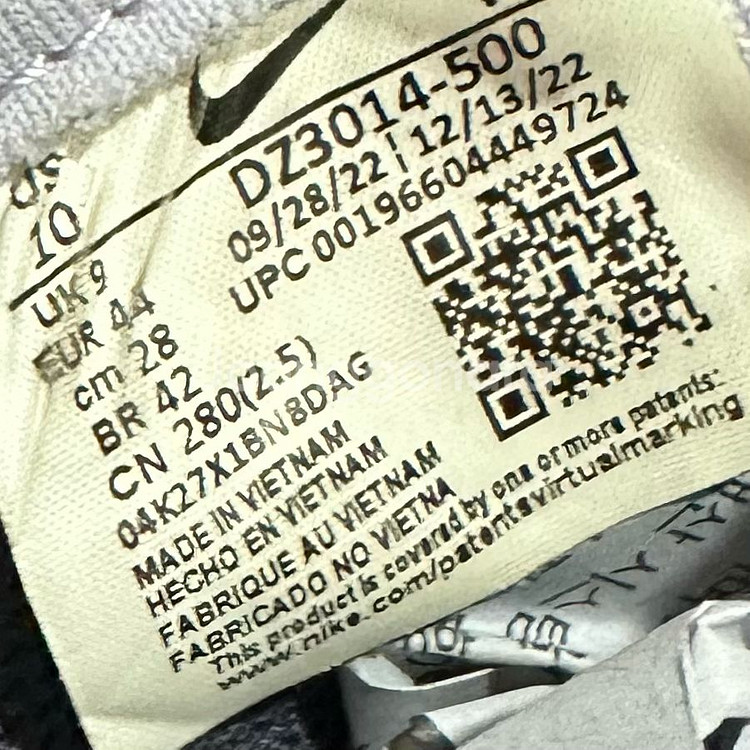 DZ3014-500
09/28/22 | 12/13/22
UPC 00196604449724
US
10
UK 9
EUR 44
cm 28
BR 42
CN 280(2.5)
04K27X1BN8DAG
MADE IN VIETNAM
HECHO EN VIETNAM
FABRIQUE AU VIETNAM
FABRICADO NO VIETNA
This product is covered by one or more patents:
www.nike.com/patentsvirtualmarking